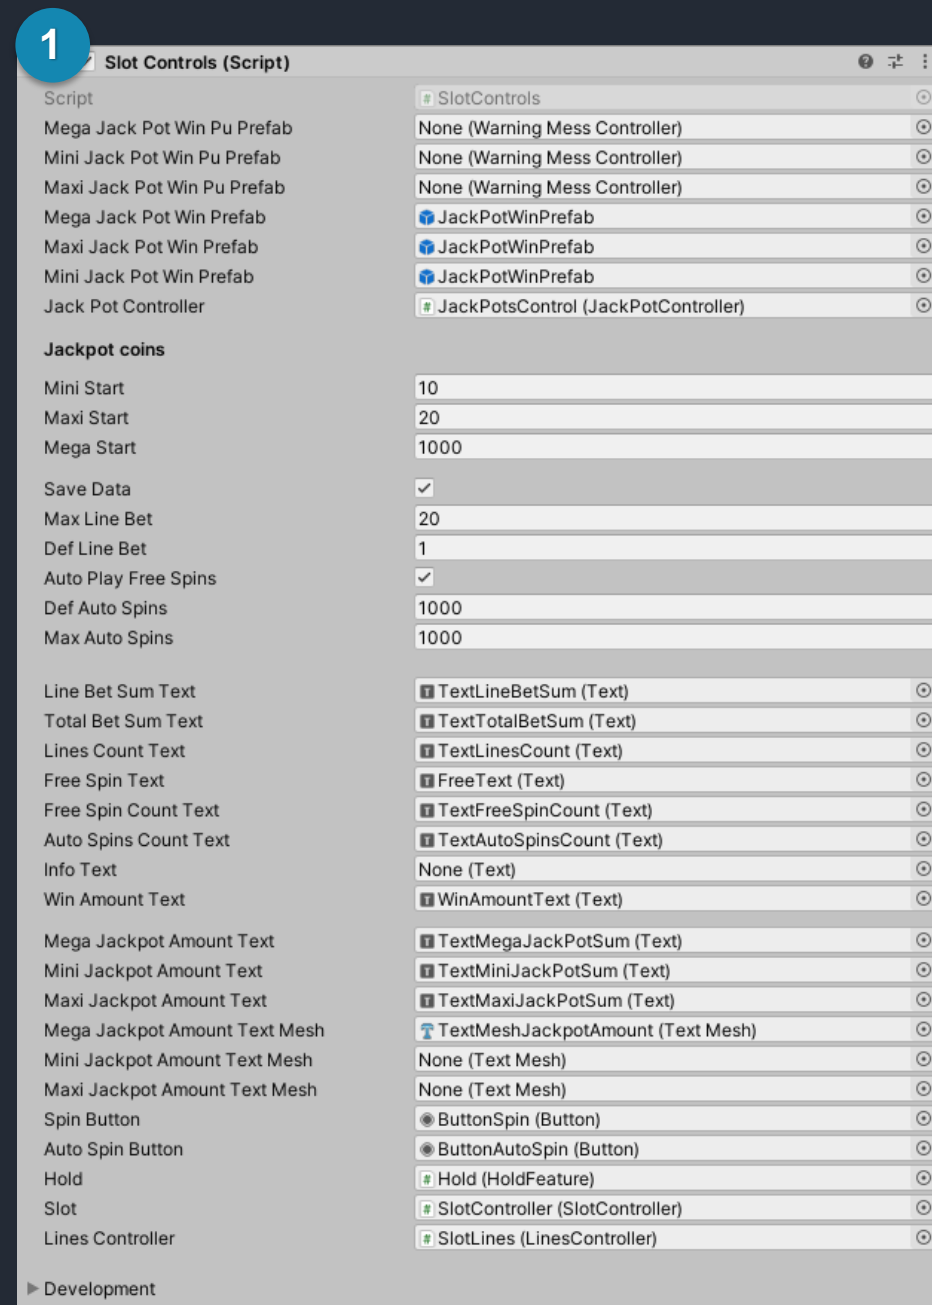 1
Slot Controls (Script)
Script # SlotControls
Mega Jack Pot Win Pu Prefab None (Warning Mess Controller)
Mini Jack Pot Win Pu Prefab None (Warning Mess Controller)
Maxi Jack Pot Win Pu Prefab None (Warning Mess Controller)
Mega Jack Pot Win Prefab JackPotWinPrefab
Maxi Jack Pot Win Prefab JackPotWinPrefab
Mini Jack Pot Win Prefab JackPotWinPrefab
Jack Pot Controller # JackPotsControl (JackPotController)
Jackpot coins
Mini Start 10
Maxi Start 20
Mega Start 1000
Save Data
Max Line Bet 20
Def Line Bet 1
Auto Play Free Spins
Def Auto Spins 1000
Max Auto Spins 1000
Line Bet Sum Text T TextLineBetSum (Text)
Total Bet Sum Text T TextTotalBetSum (Text)
Lines Count Text T TextLinesCount (Text)
Free Spin Text T FreeText (Text)
Free Spin Count Text T TextFreeSpinCount (Text)
Auto Spins Count Text T TextAutoSpinsCount (Text)
Info Text None (Text)
Win Amount Text T WinAmountText (Text)
Mega Jackpot Amount Text T TextMegaJackPotSum (Text)
Mini Jackpot Amount Text T TextMiniJackPotSum (Text)
Maxi Jackpot Amount Text T TextMaxiJackPotSum (Text)
Mega Jackpot Amount Text Mesh T TextMeshJackpotAmount (Text Mesh)
Mini Jackpot Amount Text Mesh None (Text Mesh)
Maxi Jackpot Amount Text Mesh None (Text Mesh)
Spin Button ButtonSpin (Button)
Auto Spin Button ButtonAutoSpin (Button)
Hold # Hold (HoldFeature)
Slot # SlotController (SlotController)
Lines Controller # SlotLines (LinesController)
Development